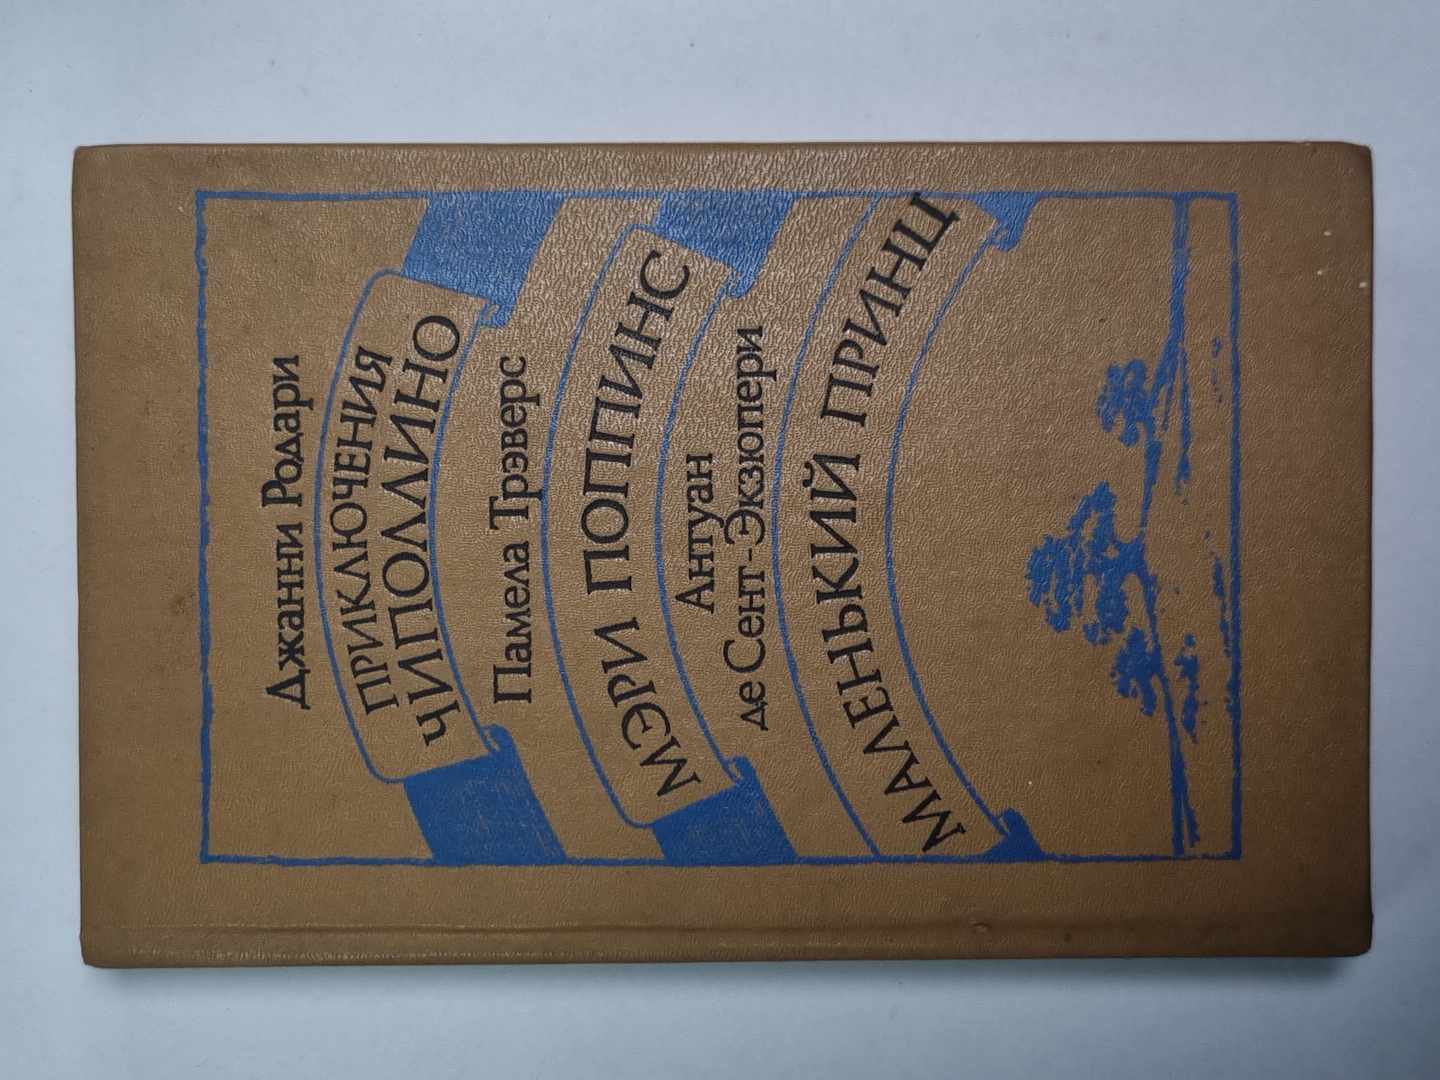 Джанни Родари
ПРИКЛЮЧЕНИЯ
ЧИПОЛЛИНО
Памела Трэверс
МЭРИ ПОППИНС
Антуан
де Сент-Экзюпери
МАЛЕНЬКИЙ ПРИНЦ